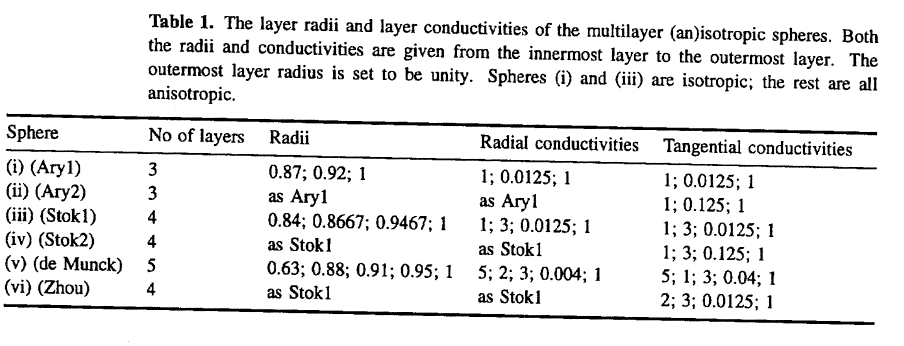 Table 1. The layer radii and layer conductivities of the multilayer (an)isotropic spheres. Both
the radii and conductivities are given from the innermost layer to the outermost layer. The
outermost layer radius is set to be unity. Spheres (i) and (iii) are isotropic; the rest are all
anisotropic.
Sphere No of layers Radii Radial conductivities Tangential conductivities
(i) (Ary1) 3 0.87; 0.92; 1 1; 0.0125; 1 1; 0.0125; 1
(ii) (Ary2) 3 as Ary1 as Ary1 1; 0.125; 1
(iii) (Stok1) 4 0.84; 0.8667; 0.9467; 1 1; 3; 0.0125; 1 1; 3; 0.0125; 1
(iv) (Stok2) 4 as Stok1 as Stok1 1; 3; 0.125; 1
(v) (de Munck) 5 0.63; 0.88; 0.91; 0.95; 1 5; 2; 3; 0.004; 1 5; 1; 3; 0.04; 1
(vi) (Zhou) 4 as Stok1 as Stok1 2; 3; 0.0125; 1